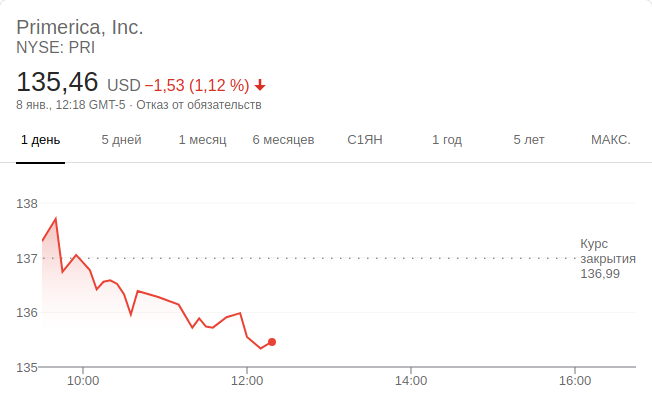 Primerica, Inc.
NYSE: PRI
135,46 USD −1,53 (1,12 %)
8 янв., 12:18 GMT-5 · Отказ от обязательств
1 день 5 дней 1 месяц 6 месяцев С1ЯН 1 год 5 лет МАКС.
138
137
136
135
Курс
закрытия
136,99
10:00 12:00 14:00 16:00